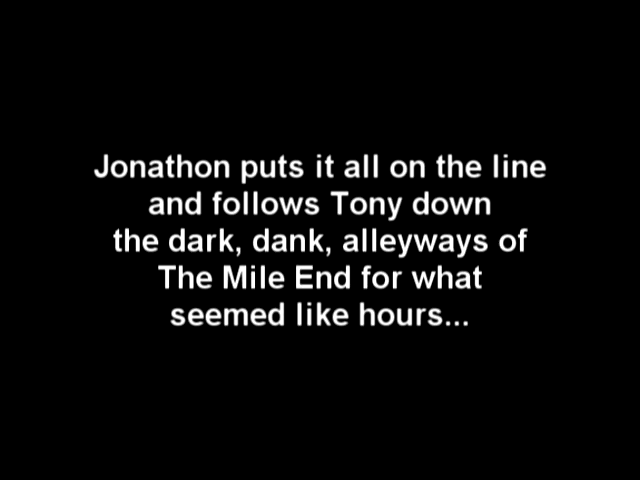 Jonathon puts it all on the line
and follows Tony down
the dark, dank, alleyways of
The Mile End for what
seemed like hours...